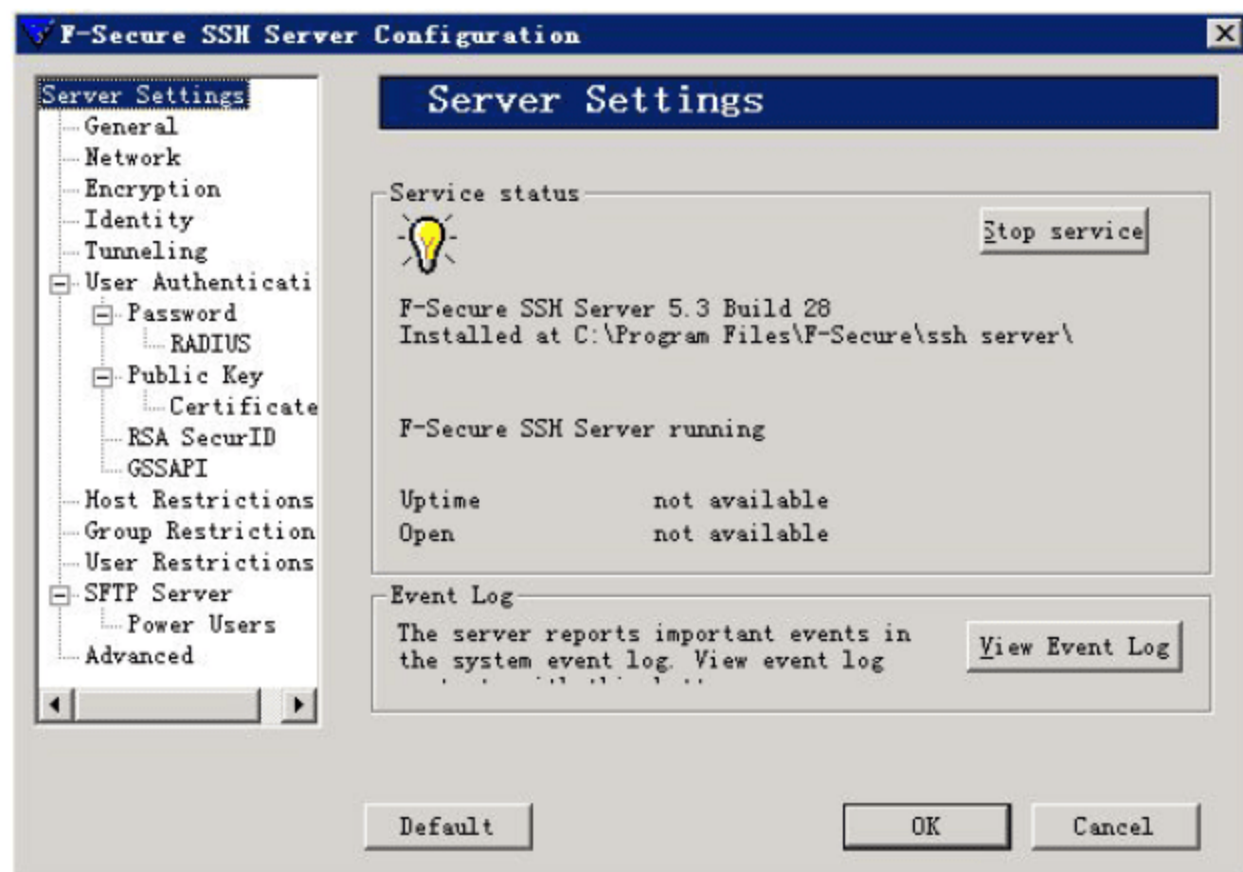 F-Secure SSH Server Configuration
Server Settings
General
Network
Encryption
Identity
Tunneling
User Authenticati
Password
RADIUS
Public Key
Certificate
RSA SecurID
GSSAPI
Host Restrictions
Group Restriction
User Restrictions
SFTP Server
Power Users
Advanced
Server Settings
Service status
Stop service
F-Secure SSH Server 5.3 Build 28
Installed at C:\Program Files\F-Secure\ssh server\
F-Secure SSH Server running
Uptime not available
Open not available
Event Log
The server reports important events in
the system event log. View event log
View Event Log
Default
OK
Cancel